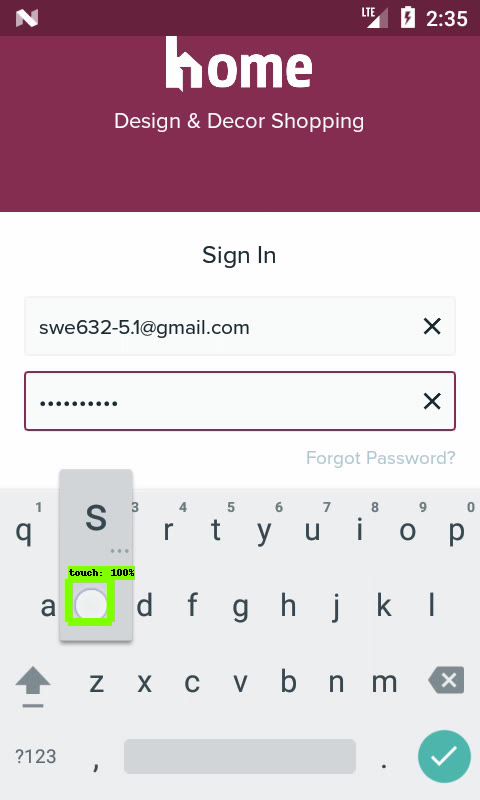 LTE 2:35
home
Design & Decor Shopping
Sign In
swe632-5.1@gmail.com
••••••••••
Forgot Password?
1 3 4 5 6 7 8 9 0
q r t y u i o p
s
...
touch: 100%
a d f g h j k l
z x c v b n m
?123 , .